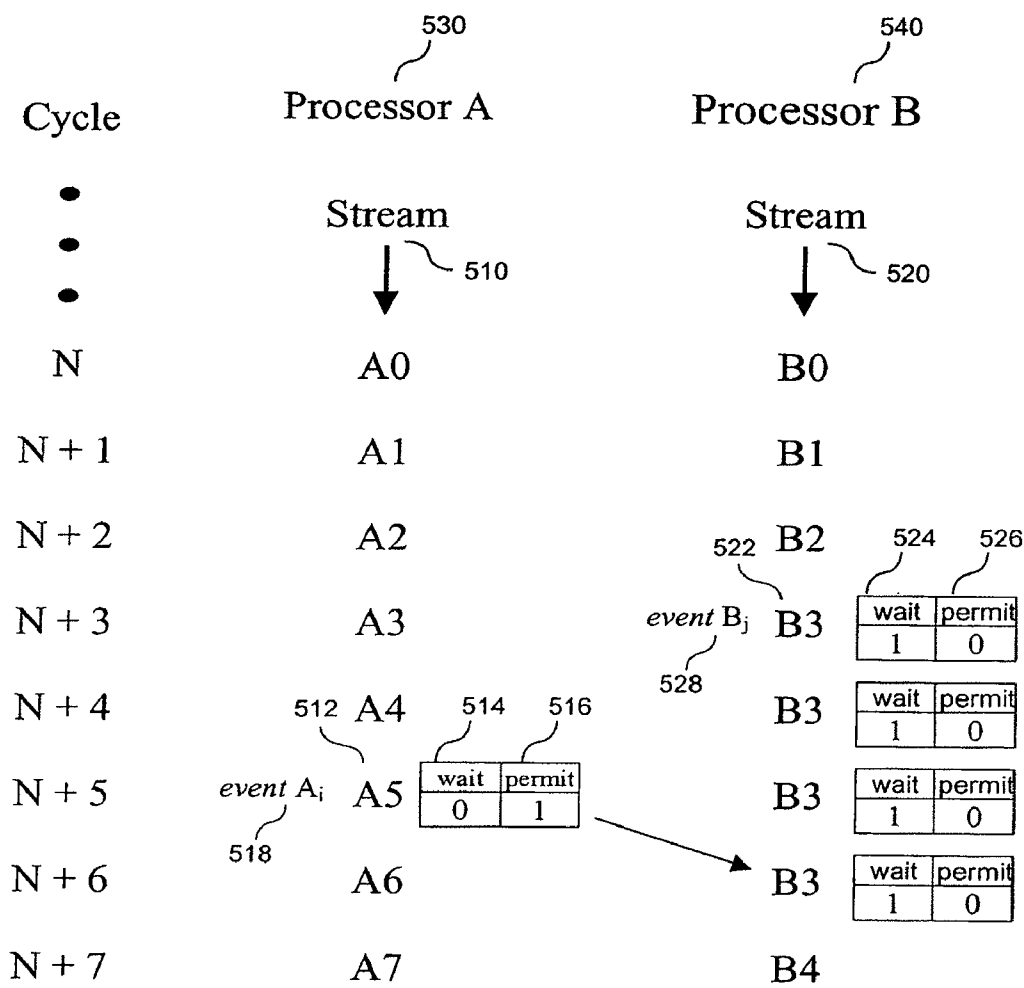 530 540
Cycle Processor A Processor B
Stream Stream
510 520
N A0 B0
N + 1 A1 B1
N + 2 A2 B2
522 524 526
N + 3 A3 event Bj B3 wait permit
1 0
528
N + 4 A4 B3 wait permit
1 0
512 514 516
N + 5 event Ai A5 wait permit B3 wait permit
0 1 1 0
518
N + 6 A6 B3 wait permit
1 0
N + 7 A7 B4